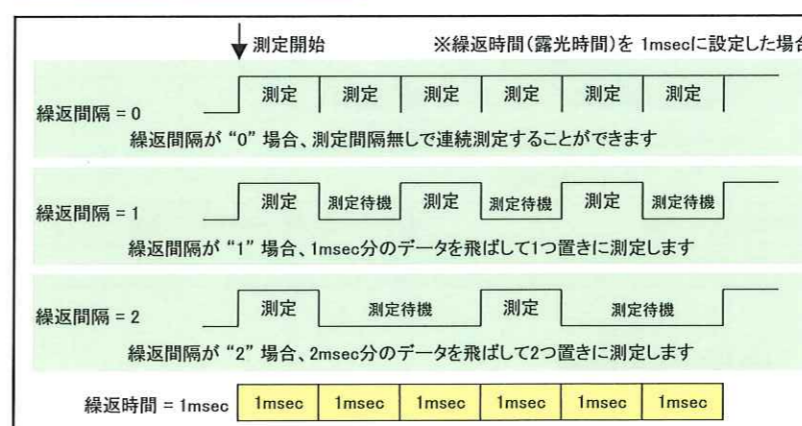 測定開始 ※繰返時間(露光時間)を 1msecに設定した場合
測定 測定 測定 測定 測定 測定
繰返間隔 = 0
繰返間隔が “0” 場合、測定間隔無しで連続測定することができます
測定 測定待機 測定 測定待機 測定 測定待機
繰返間隔 = 1
繰返間隔が “1” 場合、1msec分のデータを飛ばして1つ置きに測定します
測定 測定待機 測定 測定待機
繰返間隔 = 2
繰返間隔が “2” 場合、2msec分のデータを飛ばして2つ置きに測定します
繰返時間 = 1msec 1msec 1msec 1msec 1msec 1msec 1msec